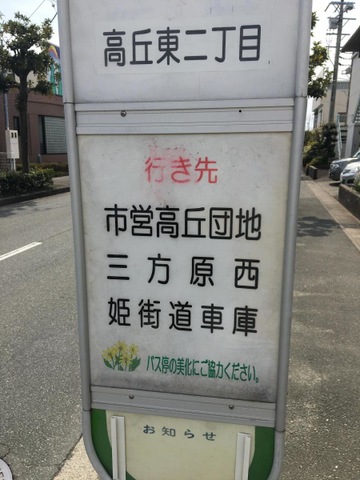 高丘東二丁目
行き先
市営高丘団地
三方原西
姫街道車庫
バス停の美化にご協力ください。
お知らせ